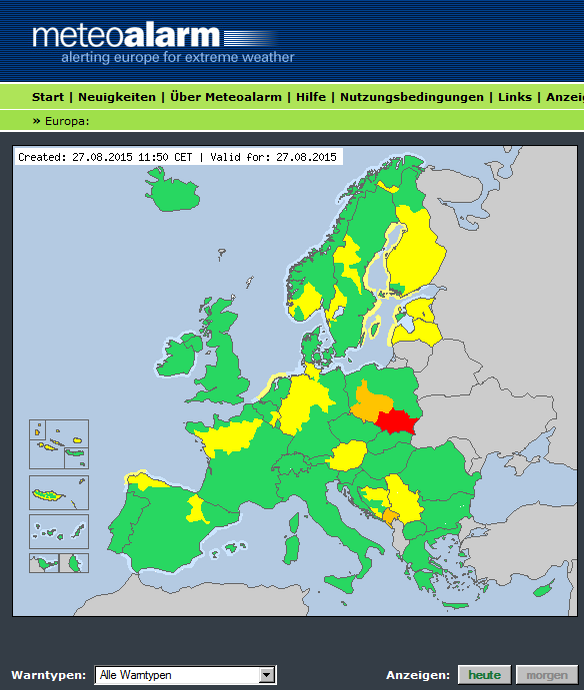 meteoalarm
alerting europe for extreme weather
Start | Neuigkeiten | Über Meteoalarm | Hilfe | Nutzungsbedingungen | Links | Anzei
» Europa:
Created: 27.08.2015 11:50 CET | Valid for: 27.08.2015
Warntypen: Alle Warntypen Anzeigen: heute morgen